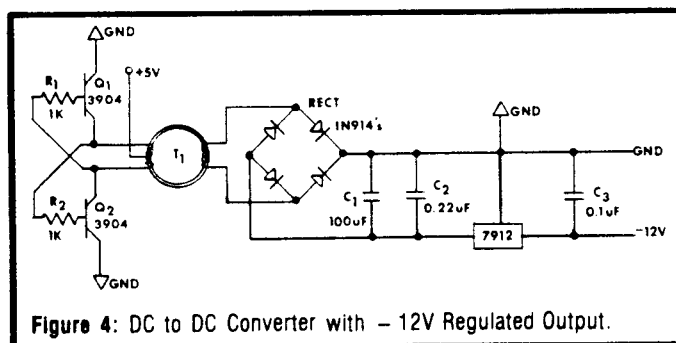 GND
+5V
R1
1K
Q1
3904
RECT
1N914's
GND
T1
GND
C1
100uF
C2
0.22uF
C3
0.1uF
R2
1K
Q2
3904
7912
-12V
GND
Figure 4: DC to DC Converter with – 12V Regulated Output.